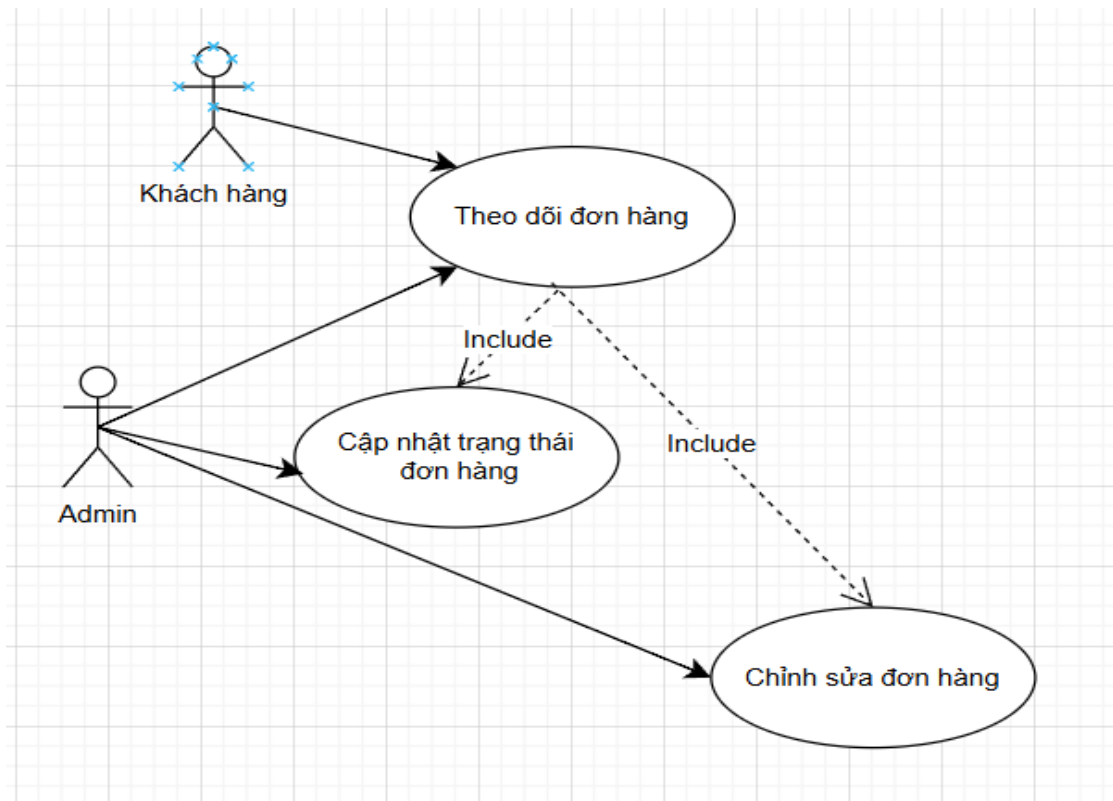 Khách hàng
Theo dõi đơn hàng
Include
Cập nhật trạng thái
đơn hàng
Include
Admin
Chỉnh sửa đơn hàng